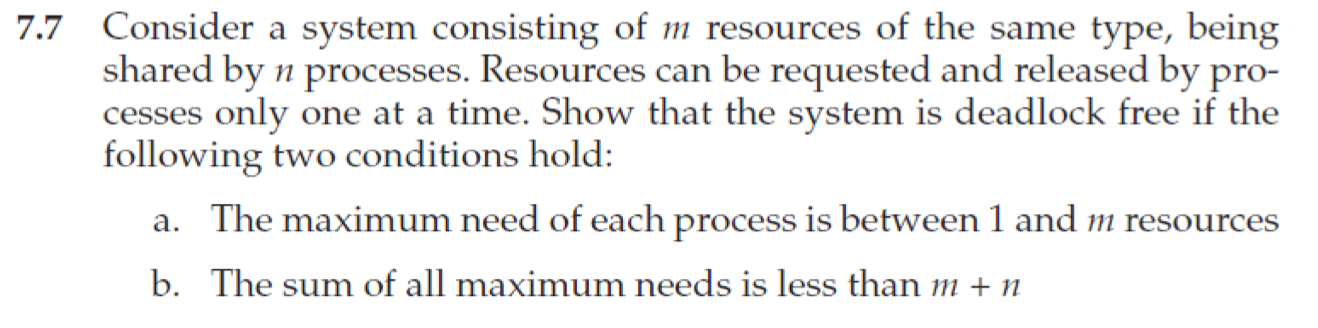 7.7 Consider a system consisting of m resources of the same type, being
shared by n processes. Resources can be requested and released by pro-
cesses only one at a time. Show that the system is deadlock free if the
following two conditions hold:
a. The maximum need of each process is between 1 and m resources
b. The sum of all maximum needs is less than m + n